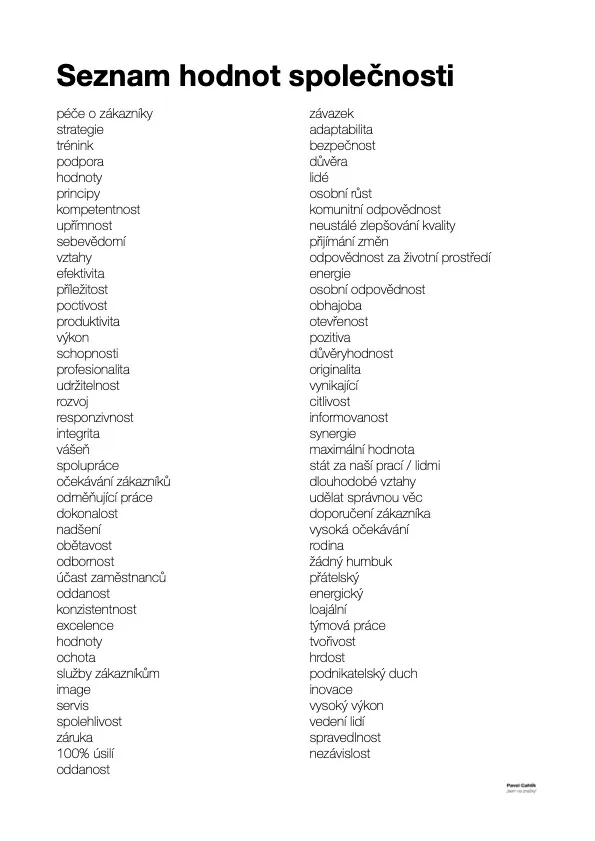 Seznam hodnot společnosti
péče o zákazníky
strategie
trénink
podpora
hodnoty
principy
kompetentnost
upřímnost
sebevědomí
vztahy
efektivita
příležitost
poctivost
produktivita
výkon
schopnosti
profesionalita
udržitelnost
rozvoj
responzivnost
integrita
vášeň
spolupráce
očekávání zákazníků
odměňující práce
dokonalost
nadšení
obětavost
odbornost
účast zaměstnanců
oddanost
konzistentnost
excelence
hodnoty
ochota
služby zákazníkům
image
servis
spolehlivost
záruka
100% úsilí
oddanost
závazek
adaptabilita
bezpečnost
důvěra
lidé
osobní růst
komunitní odpovědnost
neustálé zlepšování kvality
přijímání změn
odpovědnost za životní prostředí
energie
osobní odpovědnost
obhajoba
otevřenost
pozitiva
důvěryhodnost
originalita
vynikající
citlivost
informovanost
synergie
maximální hodnota
stát za naší prací / lidmi
dlouhodobé vztahy
udělat správnou věc
doporučení zákazníka
vysoká očekávání
rodina
žádný humbuk
přátelský
energický
loajální
týmová práce
tvořivost
hrdost
podnikatelský duch
inovace
vysoký výkon
vedení lidí
spravedlnost
nezávislost
Pavel